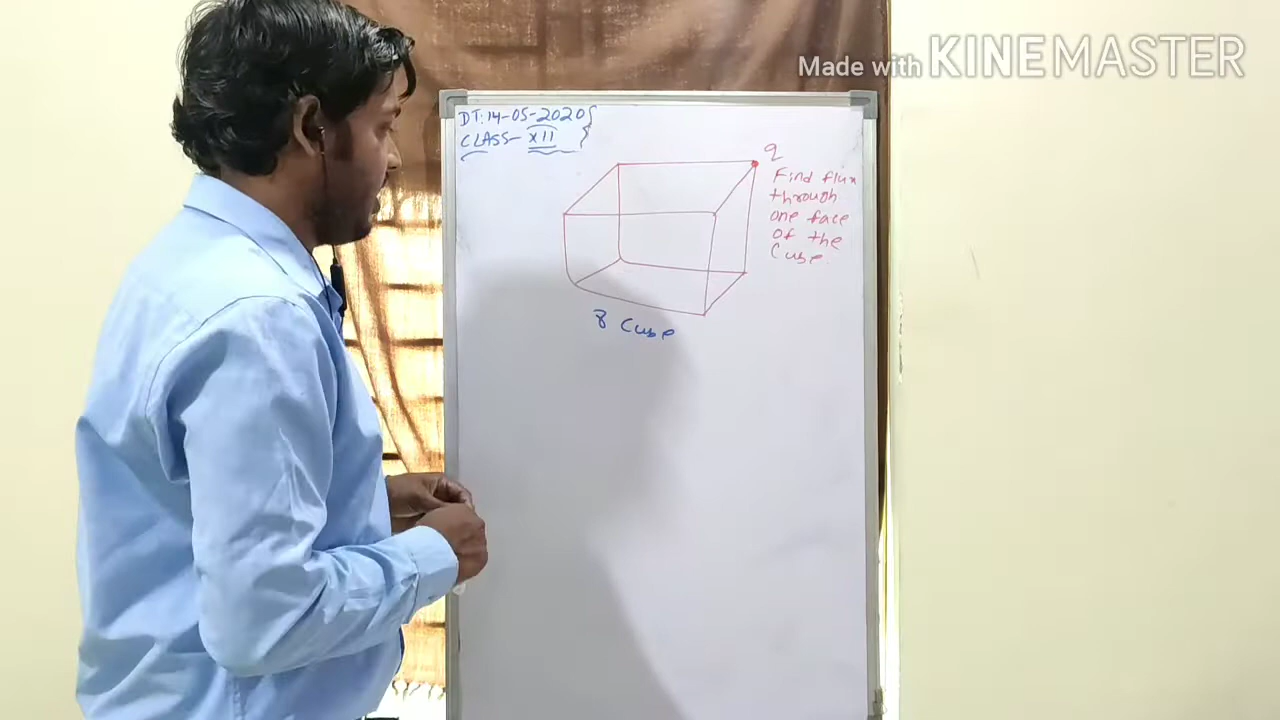 Made with KINEMASTER
DT: 14-05-2020
CLASS- XII
q
Find flux
through
one face
of the
Cube.
8 Cube